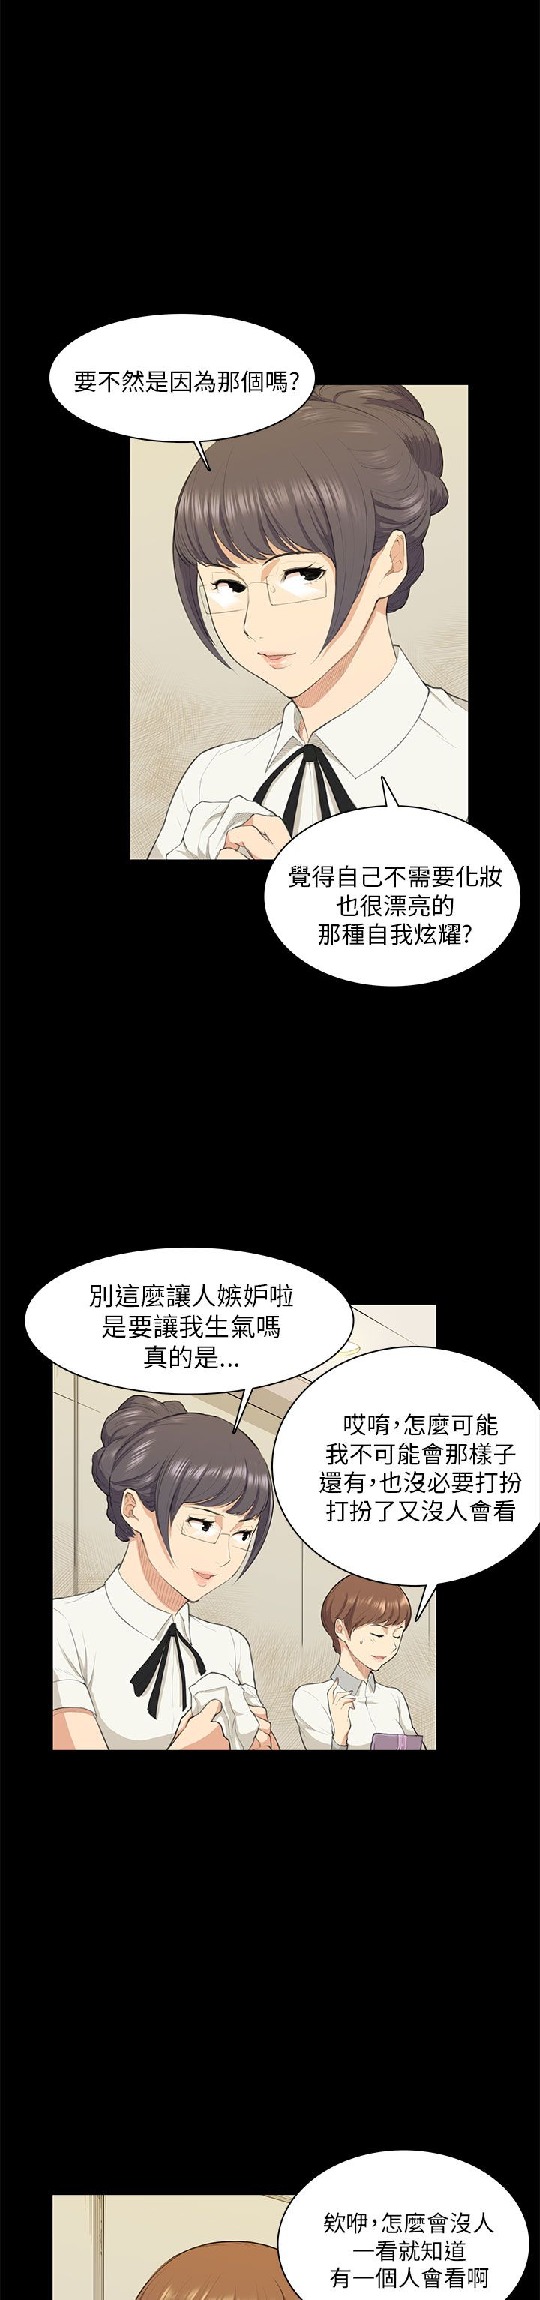 要不然是因為那個嗎?
覺得自己不需要化妝
也很漂亮的
那種自我炫耀?
別這麼讓人嫉妒啦
是要讓我生氣嗎
真的是...
哎唷,怎麼可能
我不可能會那樣子
還有,也沒必要打扮
打扮了又沒人會看
欸咿,怎麼會沒人
一看就知道
有一個人會看啊